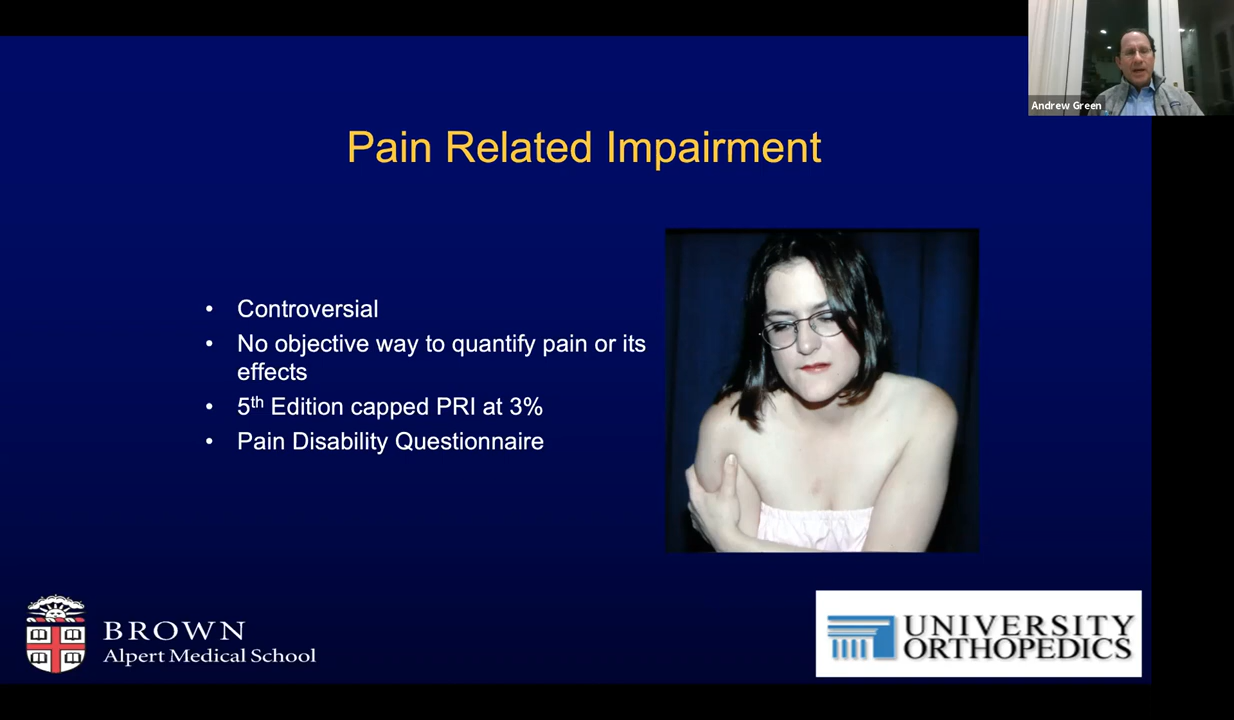 Andrew Green
Pain Related Impairment
• Controversial
• No objective way to quantify pain or its
effects
• 5th Edition capped PRI at 3%
• Pain Disability Questionnaire
BROWN
Alpert Medical School
UNIVERSITY
ORTHOPEDICS